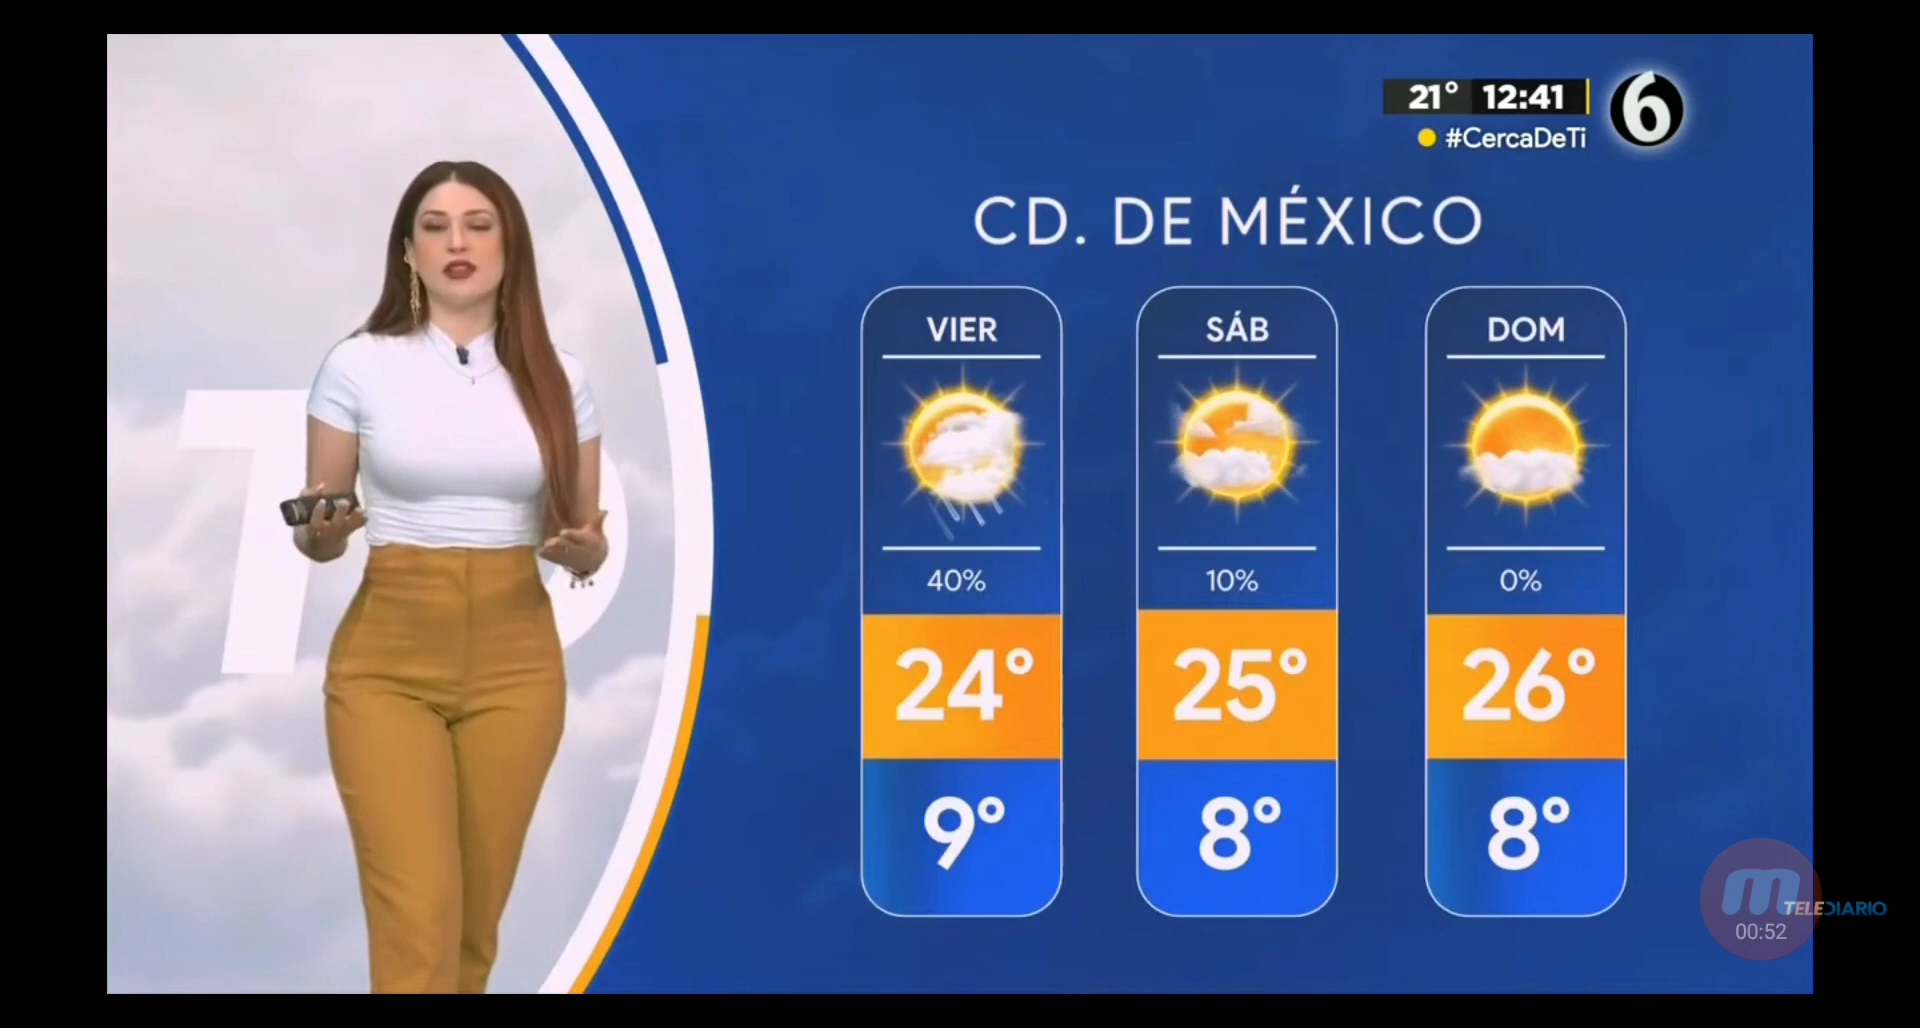 21° 12:41
6
#CercaDeTi
CD. DE MÉXICO
VIER SÁB DOM
40% 10% 0%
24° 25° 26°
9° 8° 8°
m
TELEDIARIO
00:52